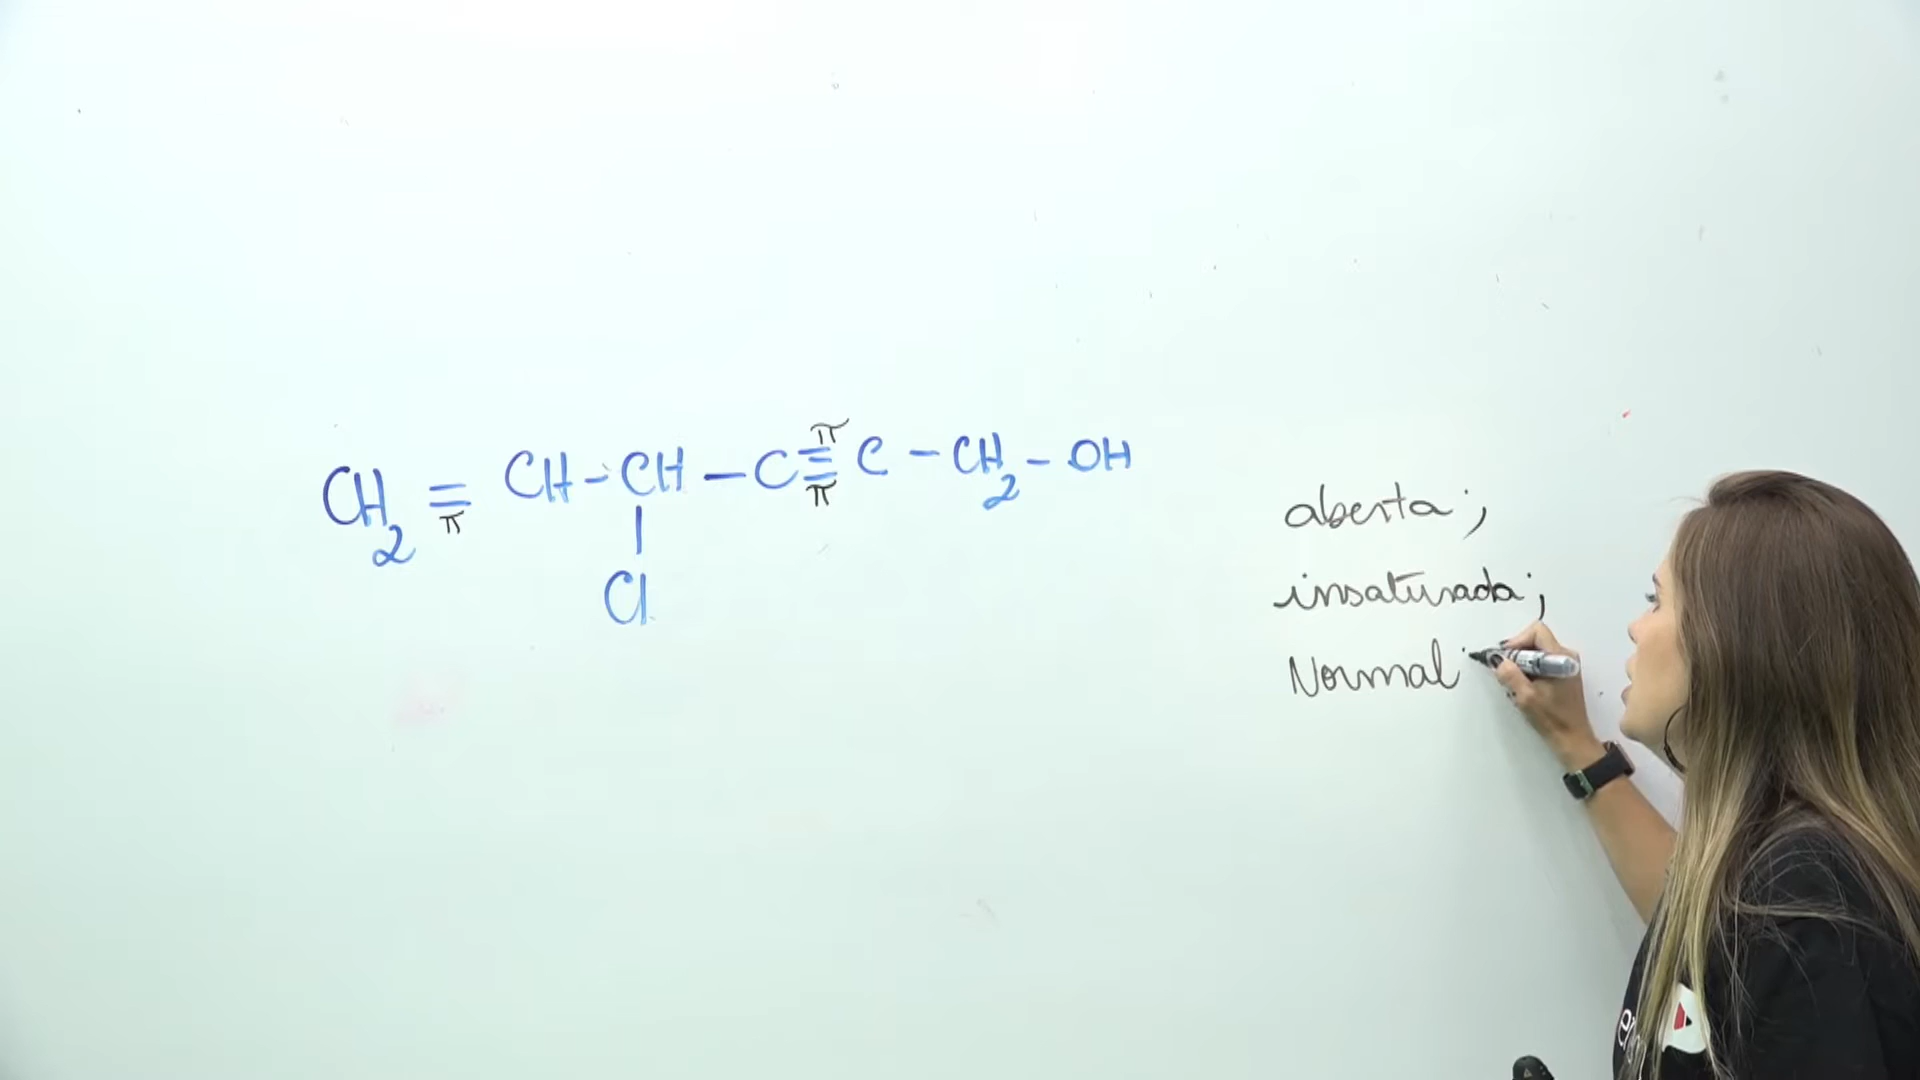 CH₂ = CH - CH - C ≡ C - CH₂ - OH
π π π
Cl
aberta;
insaturada;
Normal